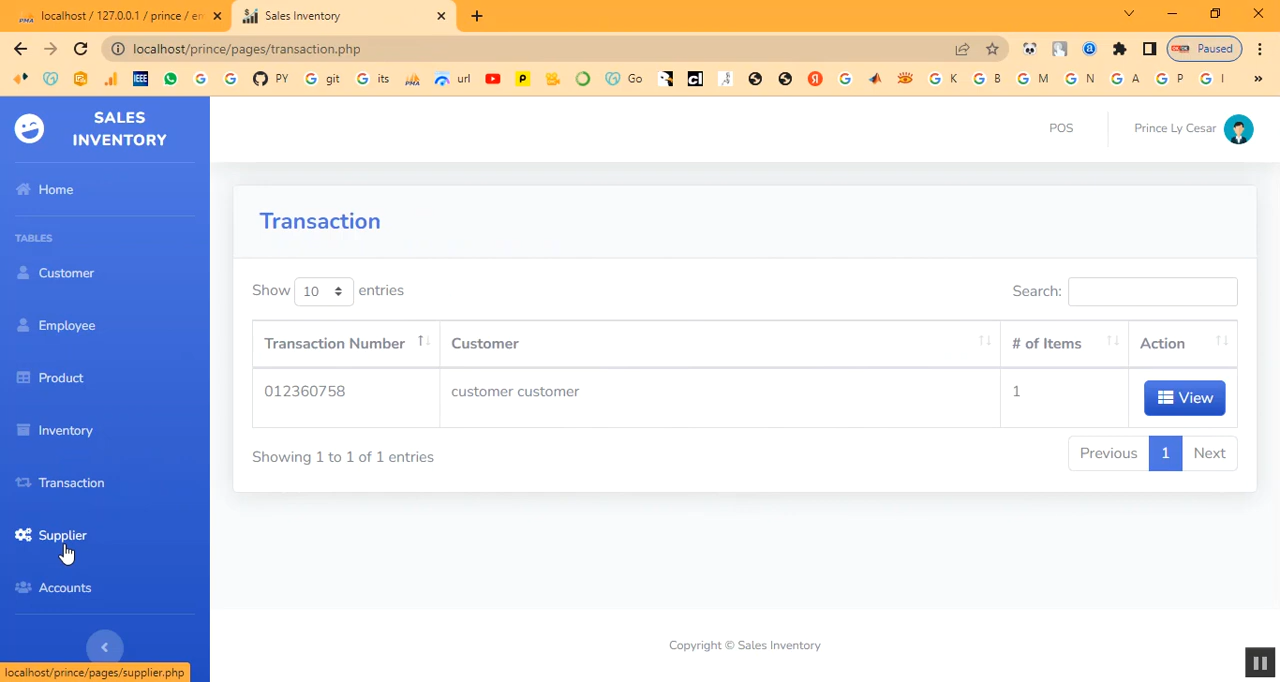 localhost / 127.0.0.1 / prince / er
Sales Inventory
localhost/prince/pages/transaction.php
Paused
IEEE
PY
git
its
url
Go
K
B
M
N
A
P
I
SALES
INVENTORY
POS
Prince Ly Cesar
Home
TABLES
Customer
Employee
Product
Inventory
Transaction
Supplier
Accounts
Transaction
Show 10 entries
Search:
Transaction Number
Customer
# of Items
Action
012360758
customer customer
1
View
Showing 1 to 1 of 1 entries
Previous
1
Next
Copyright © Sales Inventory
localhost/prince/pages/supplier.php